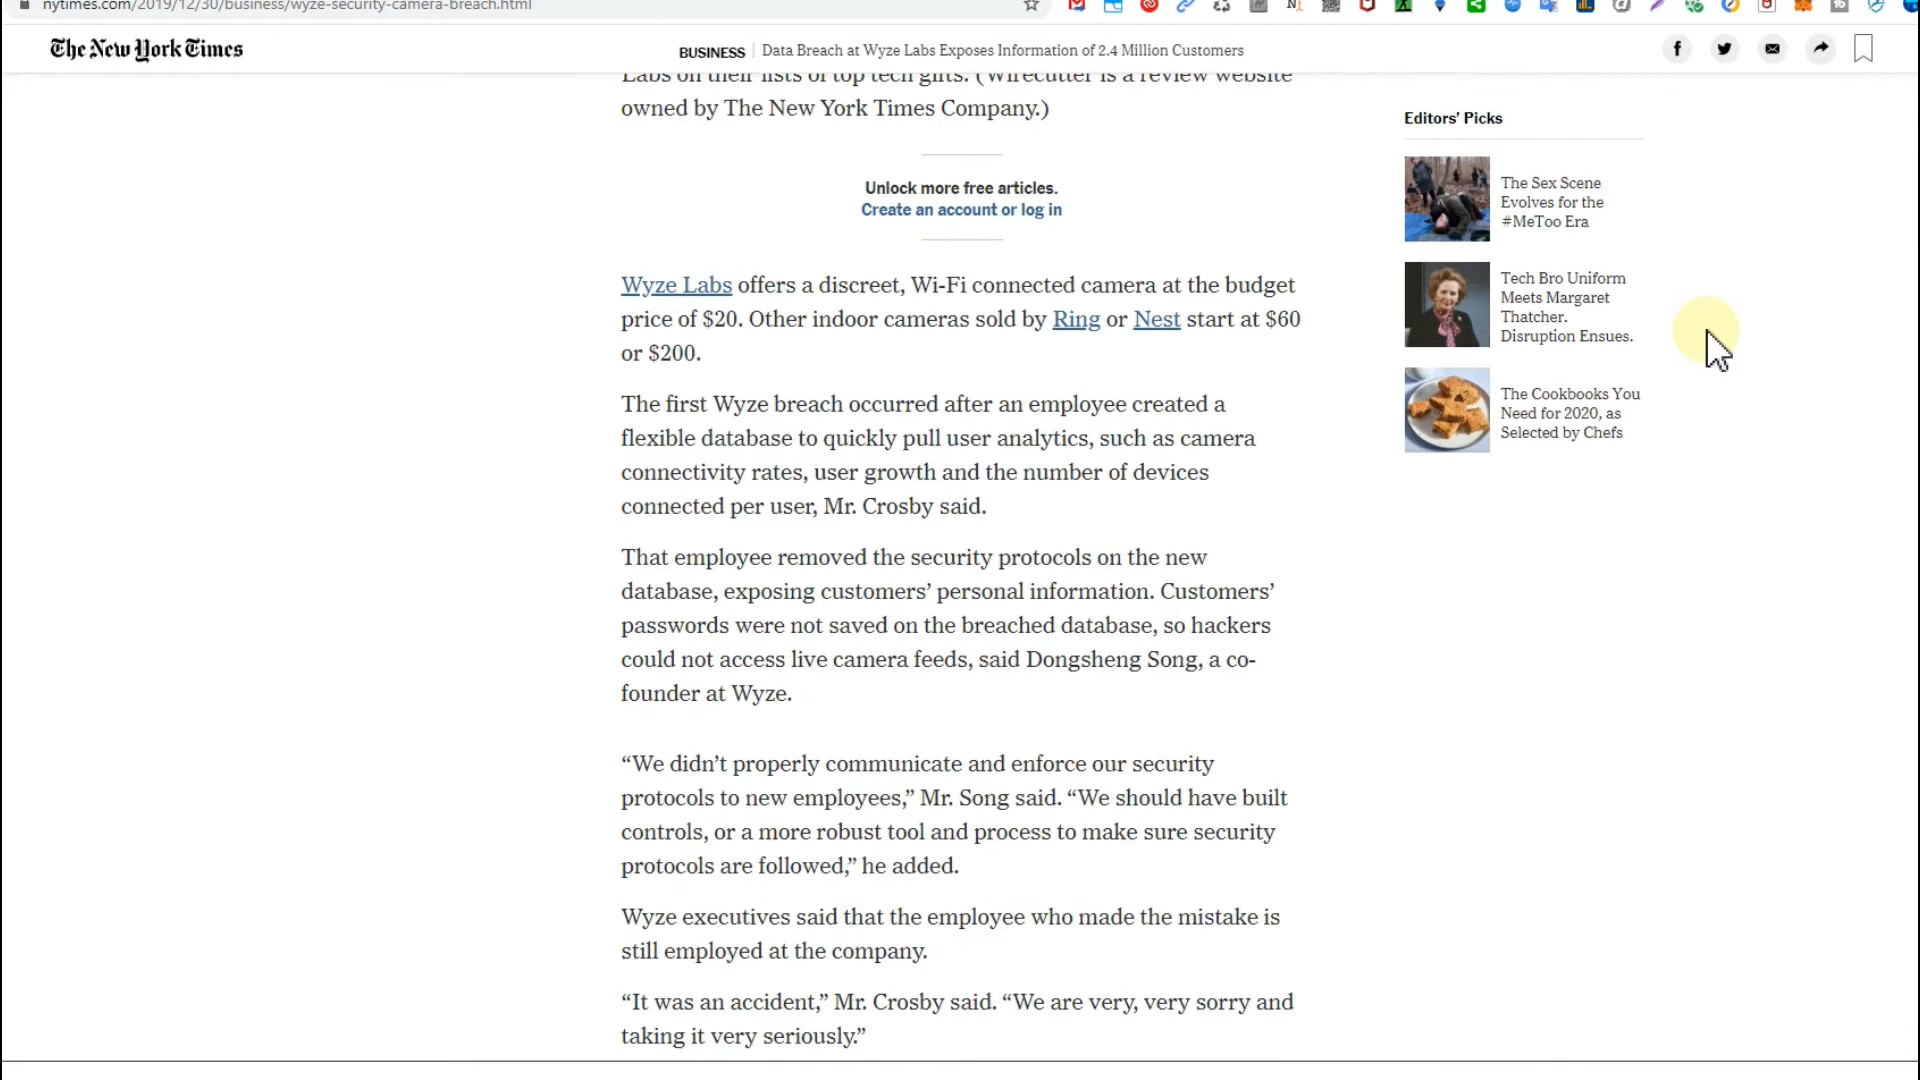 nytimes.com/2019/12/30/business/wyze-security-camera-breach.html
The New York Times
BUSINESS | Data Breach at Wyze Labs Exposes Information of 2.4 Million Customers
Labs on their lists of top tech gifts. (Wirecutter is a review website
owned by The New York Times Company.)
Unlock more free articles.
Create an account or log in
Wyze Labs offers a discreet, Wi-Fi connected camera at the budget
price of $20. Other indoor cameras sold by Ring or Nest start at $60
or $200.
The first Wyze breach occurred after an employee created a
flexible database to quickly pull user analytics, such as camera
connectivity rates, user growth and the number of devices
connected per user, Mr. Crosby said.
That employee removed the security protocols on the new
database, exposing customers’ personal information. Customers’
passwords were not saved on the breached database, so hackers
could not access live camera feeds, said Dongsheng Song, a co-
founder at Wyze.
“We didn’t properly communicate and enforce our security
protocols to new employees,” Mr. Song said. “We should have built
controls, or a more robust tool and process to make sure security
protocols are followed,” he added.
Wyze executives said that the employee who made the mistake is
still employed at the company.
“It was an accident,” Mr. Crosby said. “We are very, very sorry and
taking it very seriously.”
Editors’ Picks
The Sex Scene
Evolves for the
#MeToo Era
Tech Bro Uniform
Meets Margaret
Thatcher.
Disruption Ensues.
The Cookbooks You
Need for 2020, as
Selected by Chefs